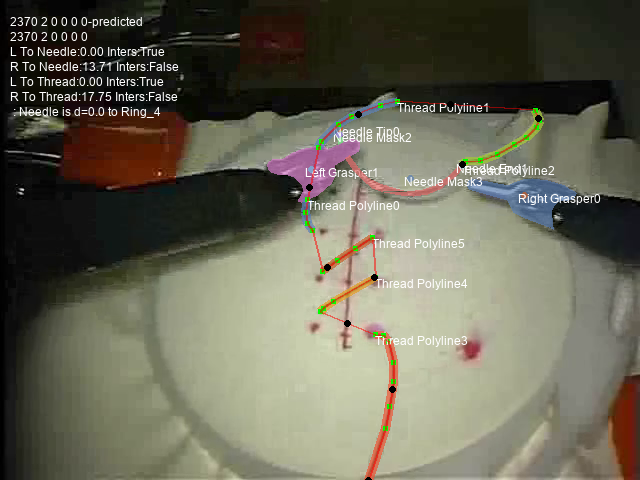 2370 2 0 0 0 0-predicted
2370 2 0 0 0 0
L To Needle:0.00 Inters:True
R To Needle:13.71 Inters:False
L To Thread:0.00 Inters:True
R To Thread:17.75 Inters:False
: Needle is d=0.0 to Ring_4
Thread Polyline1
Needle Tip0
Needle Mask2
Needle End1
Thread Polyline2
Left Grasper1
Needle Mask3
Right Grasper0
Thread Polyline0
Thread Polyline5
Thread Polyline4
Thread Polyline3